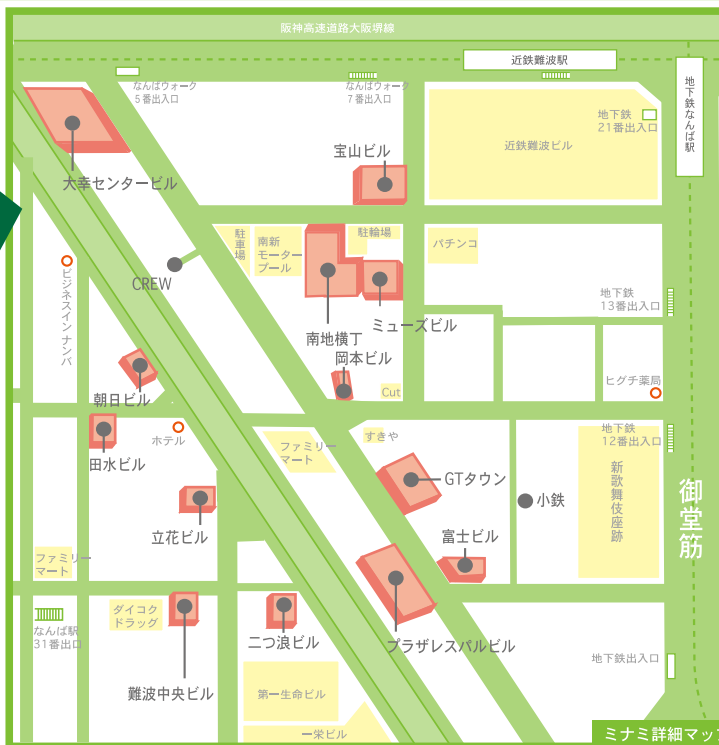 阪神高速道路大阪堺線
近鉄難波駅
なんばウォーク
5番出入口
なんばウォーク
7番出入口
地下鉄なんば駅
地下鉄
21番出入口
近鉄難波ビル
宝山ビル
大幸センタービル
駐車場
南新
モーター
プール
駐輪場
パチンコ
CREW
ビジネスインナンバ
地下鉄
13番出入口
ミューズビル
南地横丁
岡本ビル
Cut
ヒグチ薬局
朝日ビル
ホテル
田水ビル
ファミリー
マート
すきや
地下鉄
12番出入口
GTタウン
新歌舞伎座跡
御堂筋
小鉄
立花ビル
富士ビル
ファミリー
マート
ダイコク
ドラッグ
なんば駅
31番出口
二つ浪ビル
プラザレスパルビル
地下鉄出入口
難波中央ビル
第一生命ビル
一栄ビル
ミナミ詳細マップ